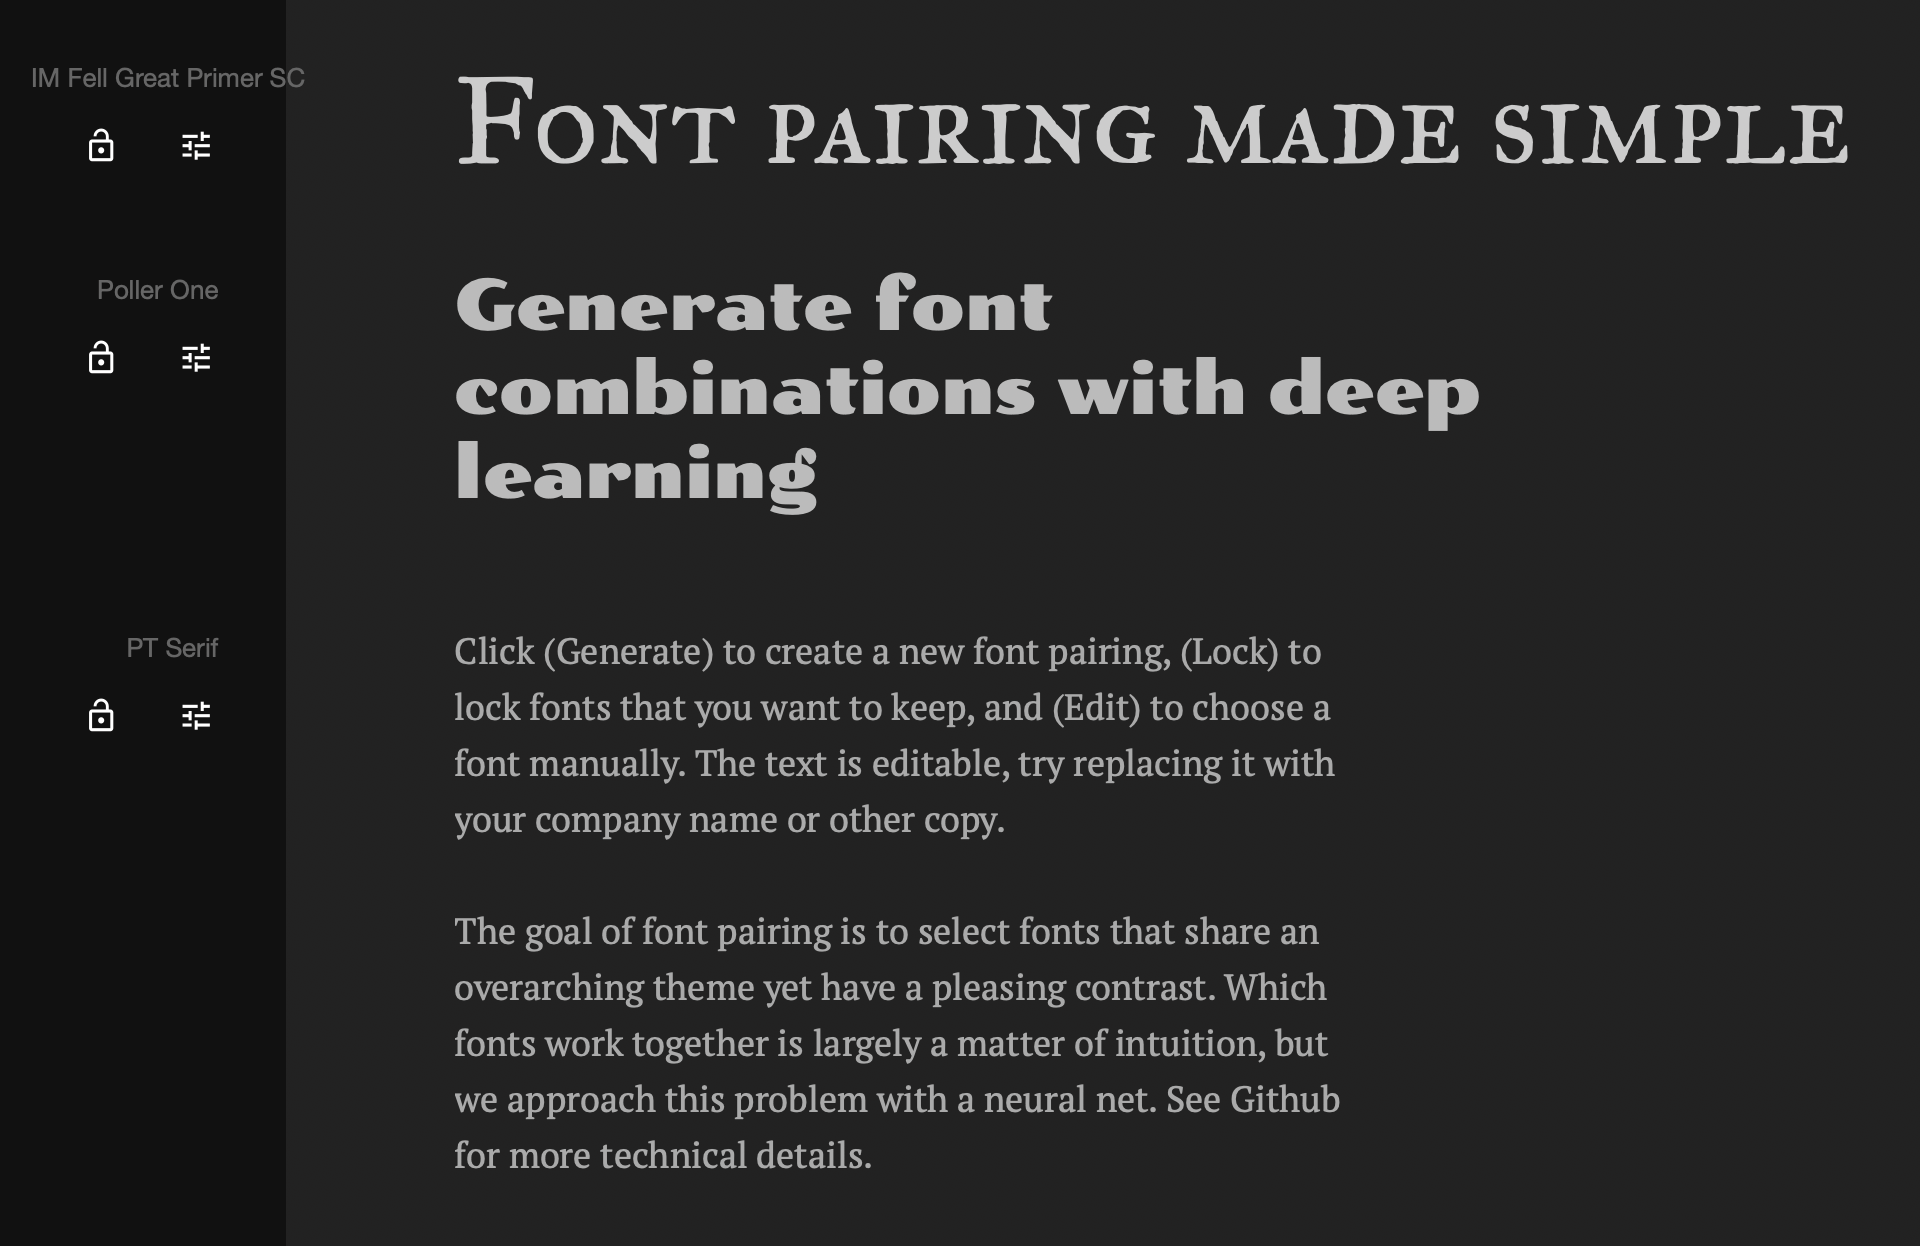 IM Fell Great Primer SC
Font pairing made simple
Poller One
Generate font
combinations with deep
learning
PT Serif
Click (Generate) to create a new font pairing, (Lock) to
lock fonts that you want to keep, and (Edit) to choose a
font manually. The text is editable, try replacing it with
your company name or other copy.
The goal of font pairing is to select fonts that share an
overarching theme yet have a pleasing contrast. Which
fonts work together is largely a matter of intuition, but
we approach this problem with a neural net. See Github
for more technical details.